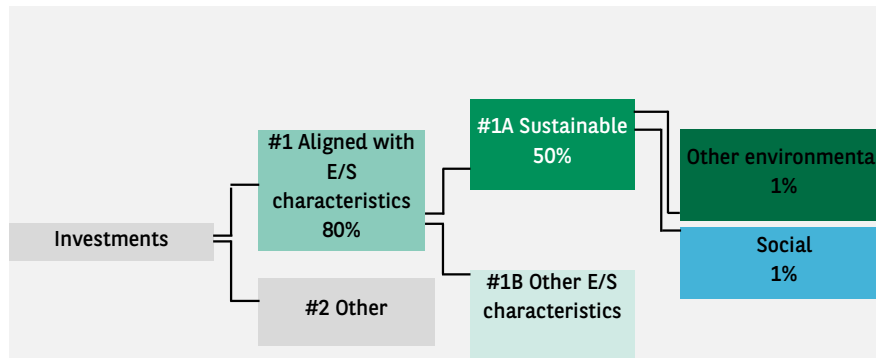 Investments
#1 Aligned with
E/S
characteristics
80%
#2 Other
#1A Sustainable
50%
#1B Other E/S
characteristics
Other environmenta
1%
Social
1%